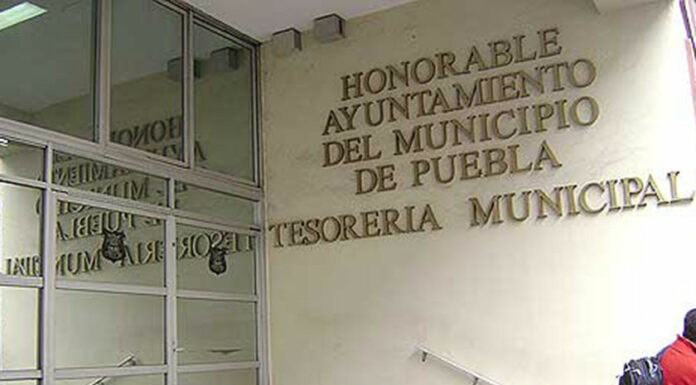 HONORABLE
AYUNTAMIENTO
DEL MUNICIPIO
DE PUEBLA
TESORERIA MUNICIPAL